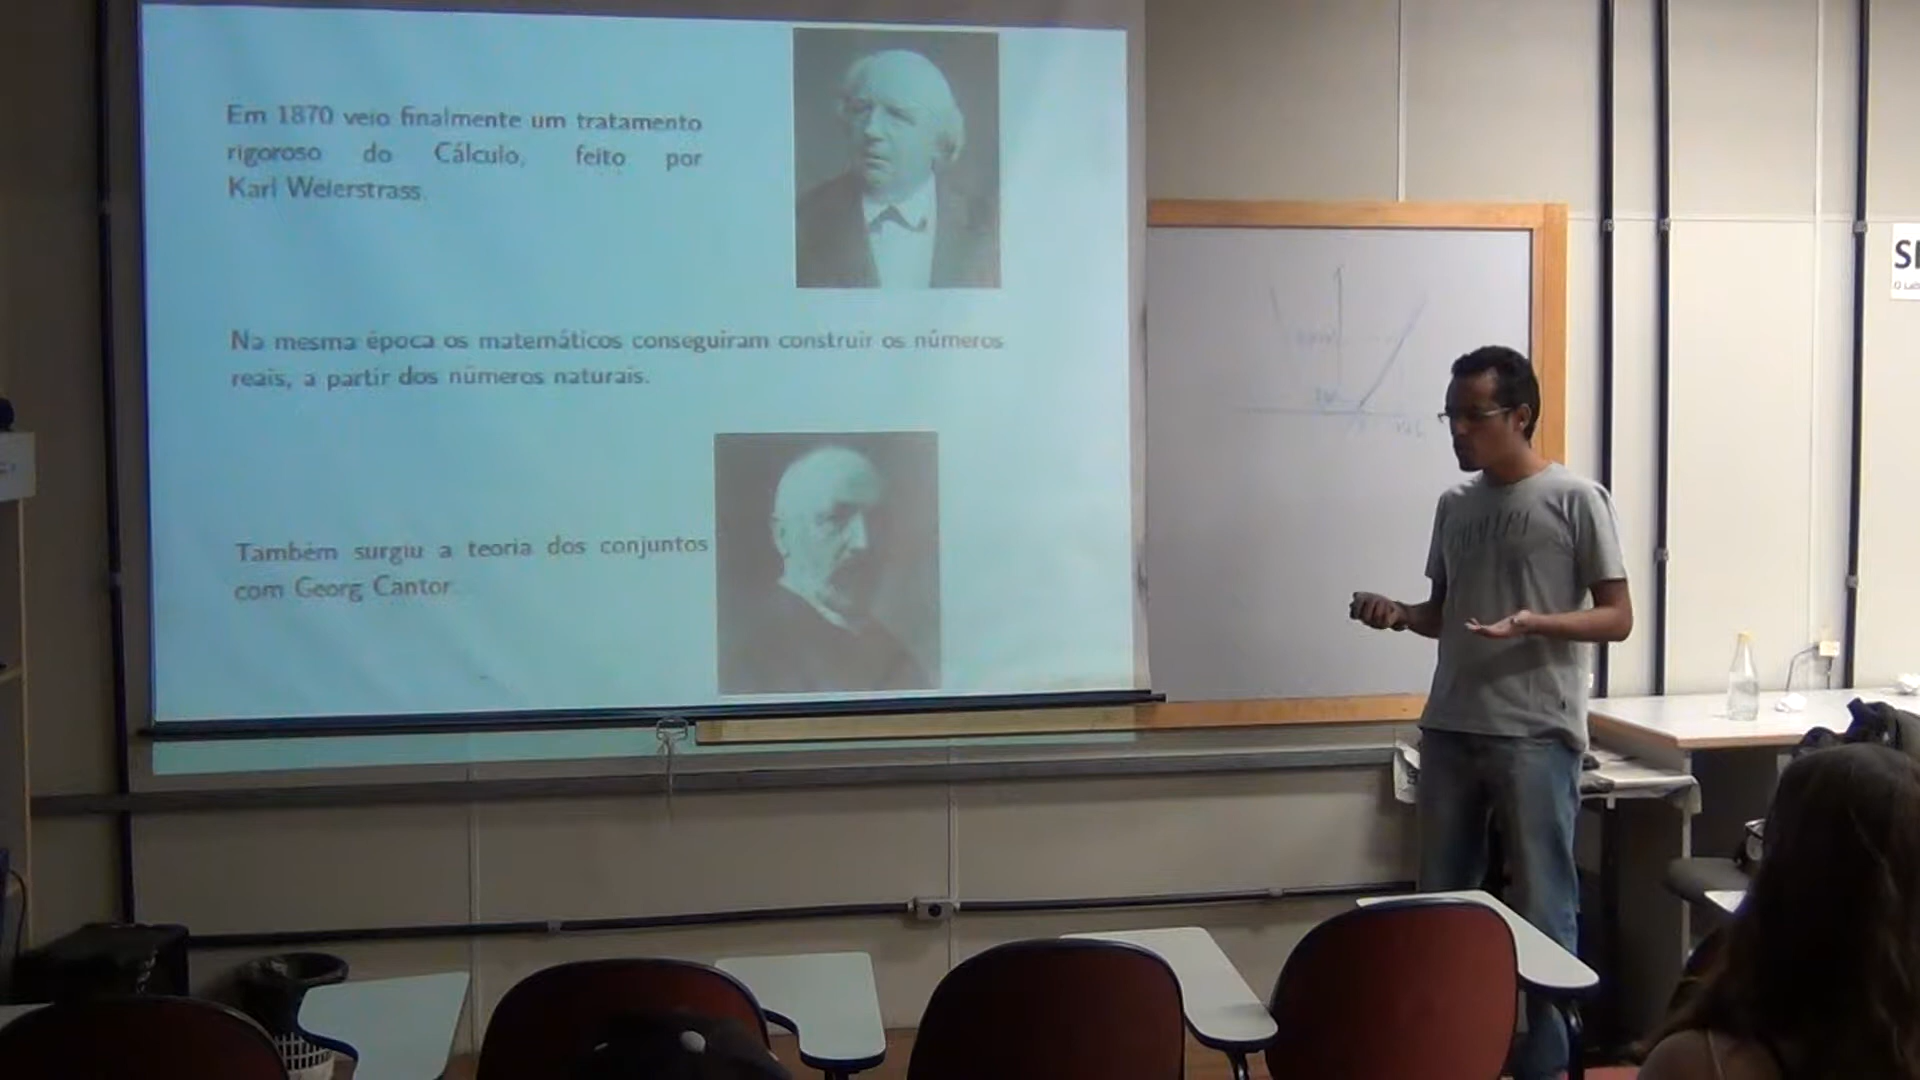 Em 1870 veio finalmente um tratamento
rigoroso do Cálculo, feito por
Karl Weierstrass.
Na mesma época os matemáticos conseguiram construir os números
reais, a partir dos números naturais.
Também surgiu a teoria dos conjuntos
com Georg Cantor.